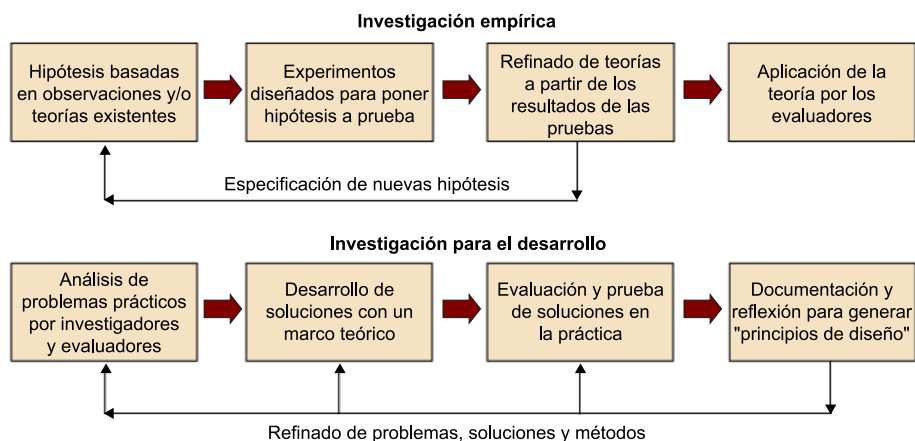 Investigación empírica
Hipótesis basadas
en observaciones y/o
teorías existentes
Experimentos
diseñados para poner
hipótesis a prueba
Refinado de teorías
a partir de los
resultados de las
pruebas
Aplicación de la
teoría por los
evaluadores
Especificación de nuevas hipótesis
Investigación para el desarrollo
Análisis de
problemas prácticos
por investigadores
y evaluadores
Desarrollo de
soluciones con un
marco teórico
Evaluación y prueba
de soluciones en
la práctica
Documentación y
reflexión para generar
"principios de diseño"
Refinado de problemas, soluciones y métodos